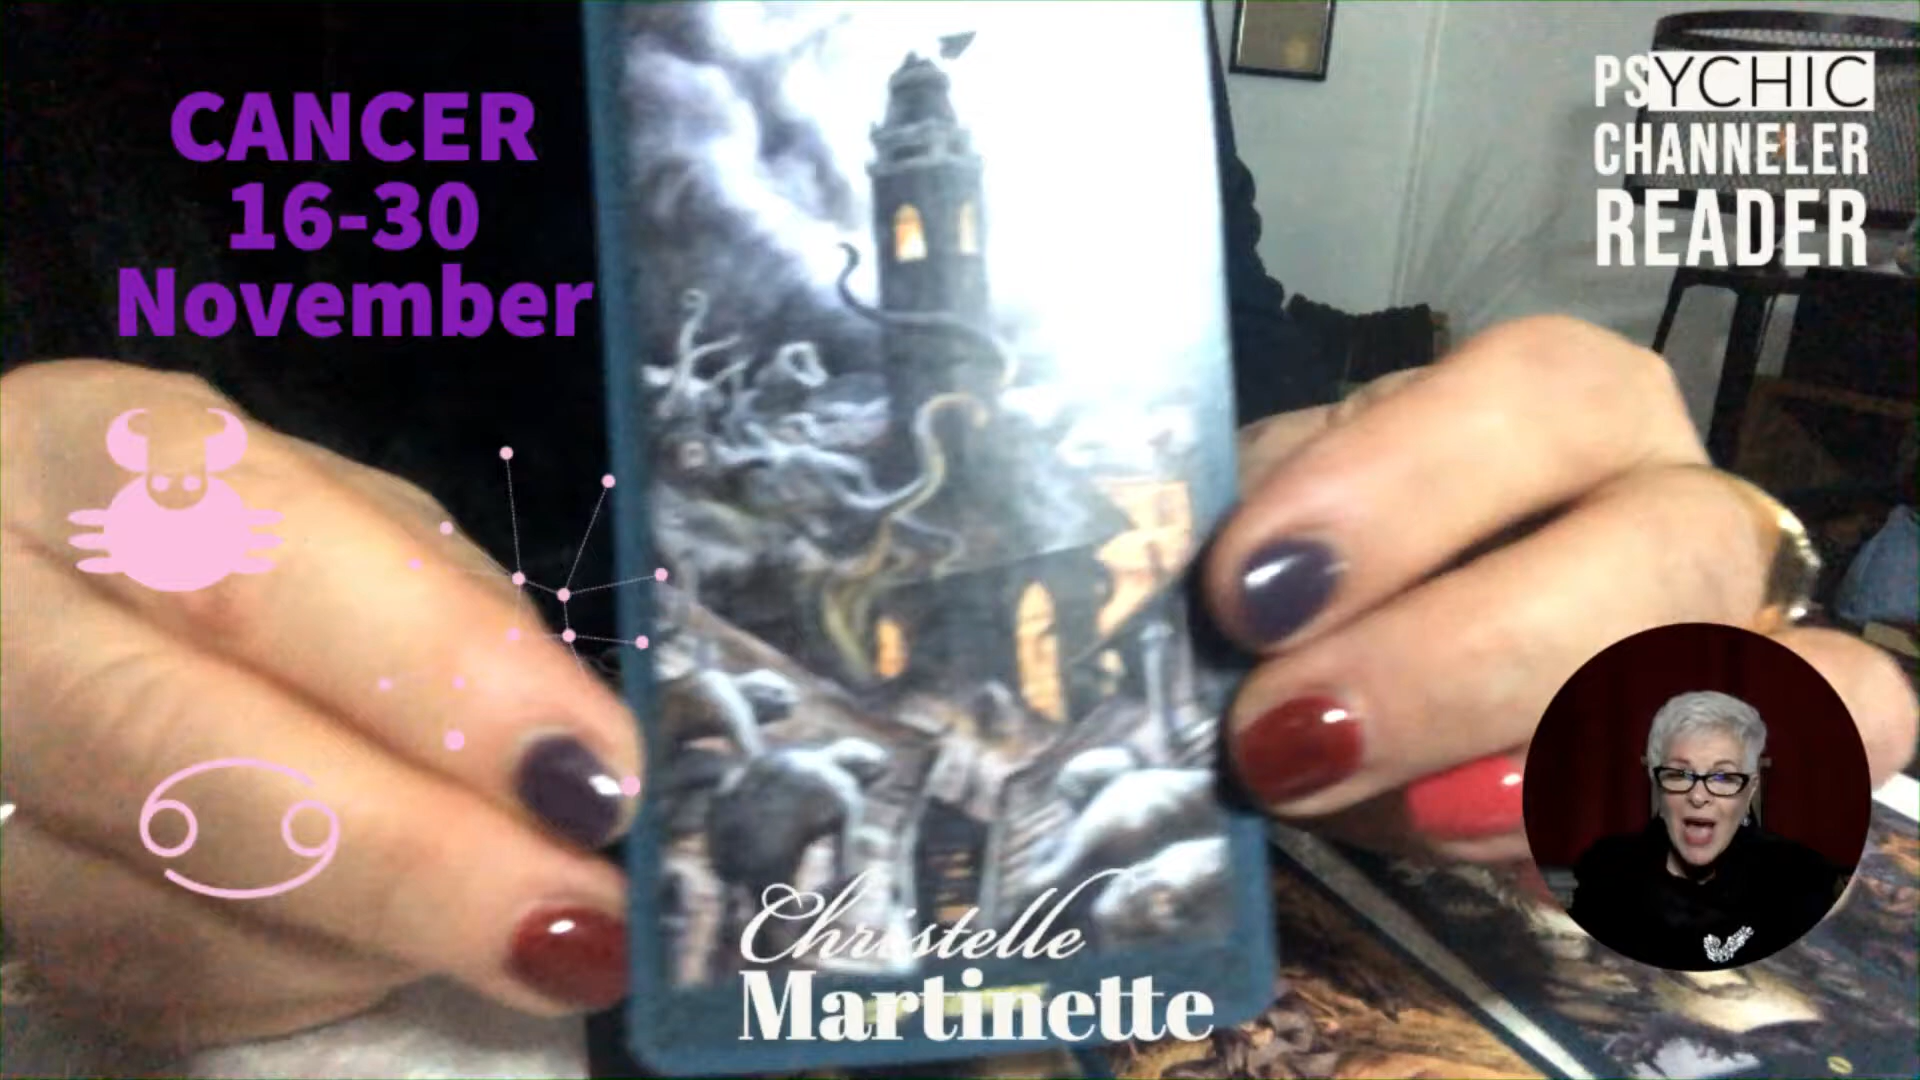 CANCER
16-30
November
PSYCHIC
CHANNELER
READER
Christelle
Martinette